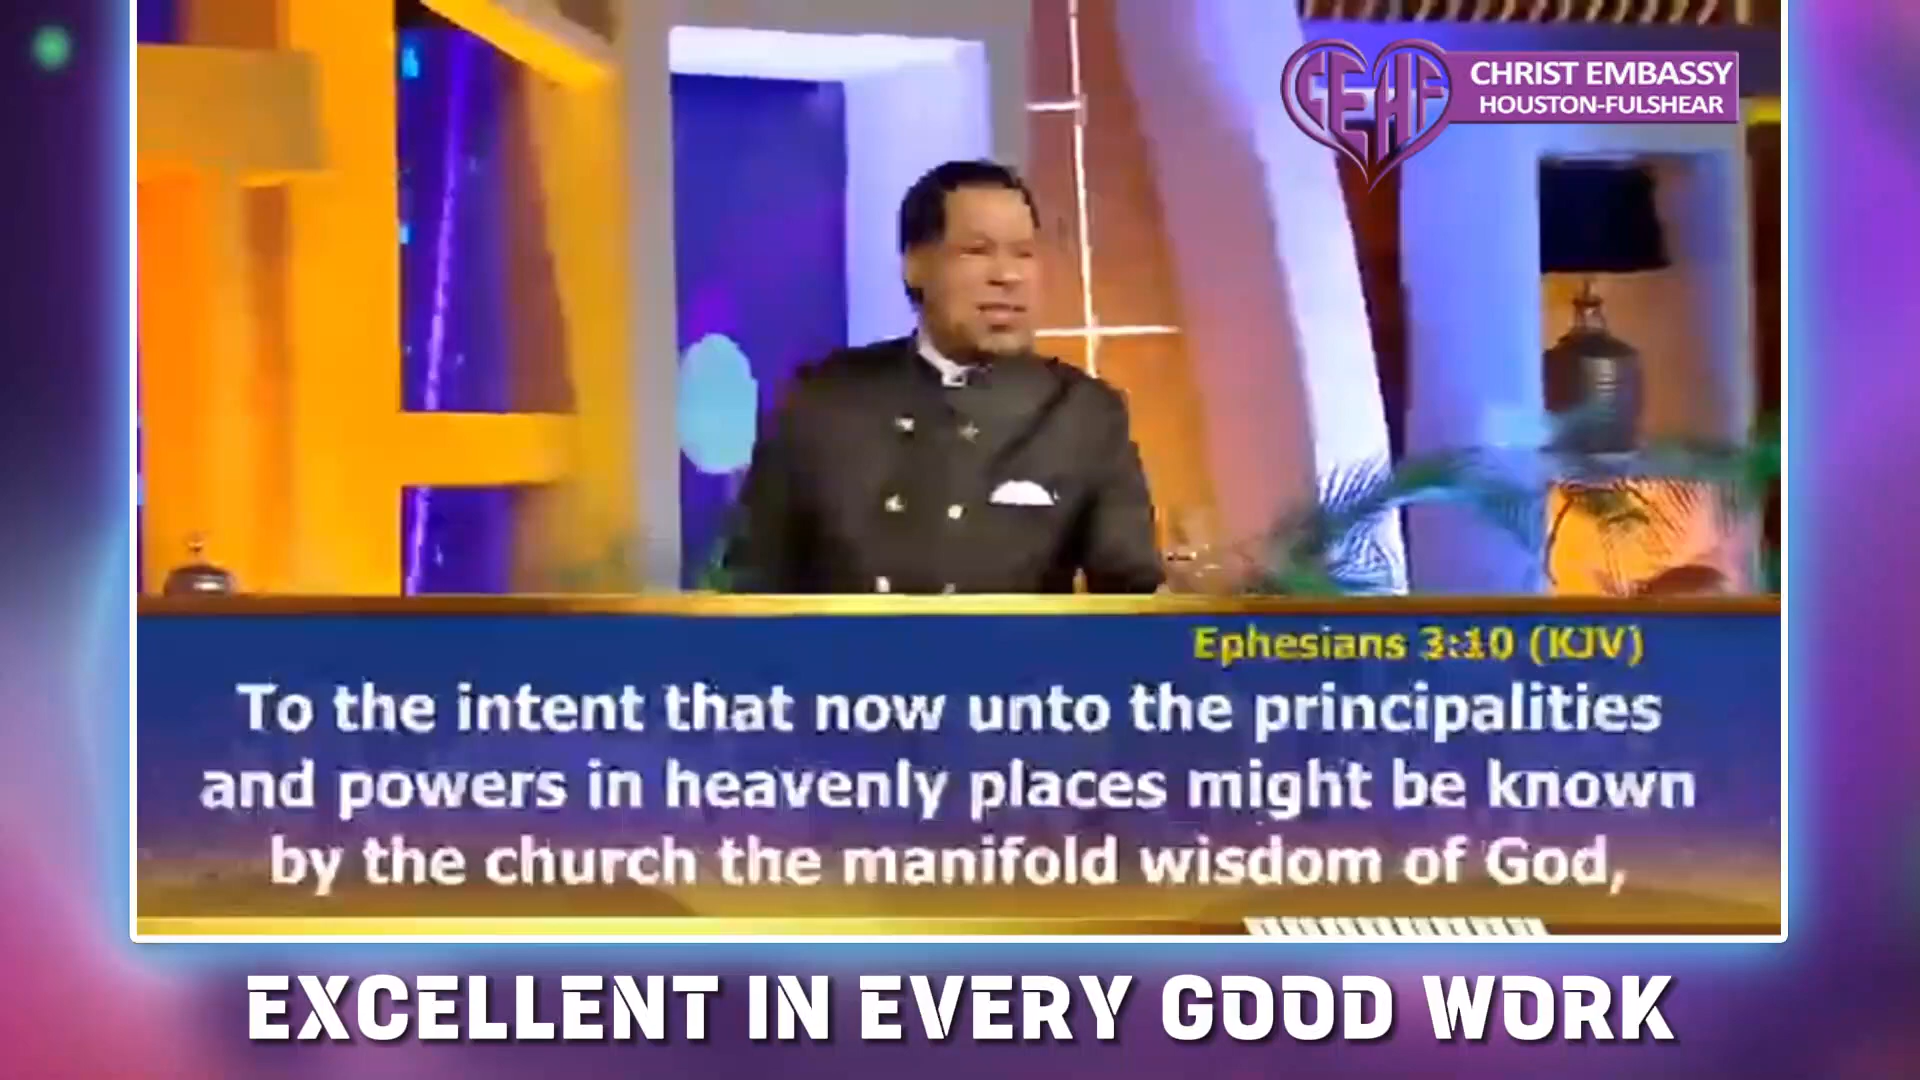 CEHF
CHRIST EMBASSY
HOUSTON-FULSHEAR
Ephesians 3:10 (KJV)
To the intent that now unto the principalities
and powers in heavenly places might be known
by the church the manifold wisdom of God,
EXCELLENT IN EVERY GOOD WORK